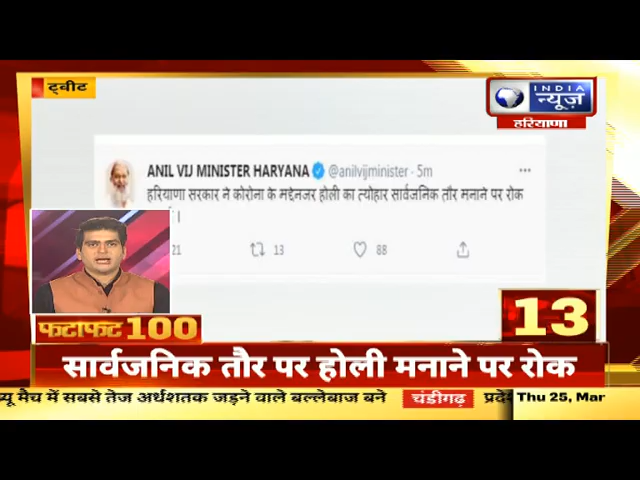 ट्वीट
INDIA
न्यूज़
हरियाणा
ANIL VIJ MINISTER HARYANA @anilvijminister · 5m
हरियाणा सरकार ने कोरोना के मद्देनजर होली का त्योहार सार्वजनिक तौर मनाने पर रोक
।
21 13 88
फटाफट 100
13
सार्वजनिक तौर पर होली मनाने पर रोक
्यू मैच में सबसे तेज अर्धशतक जड़ने वाले बल्लेबाज बने चंडीगढ़ प्रदे Thu 25, Mar